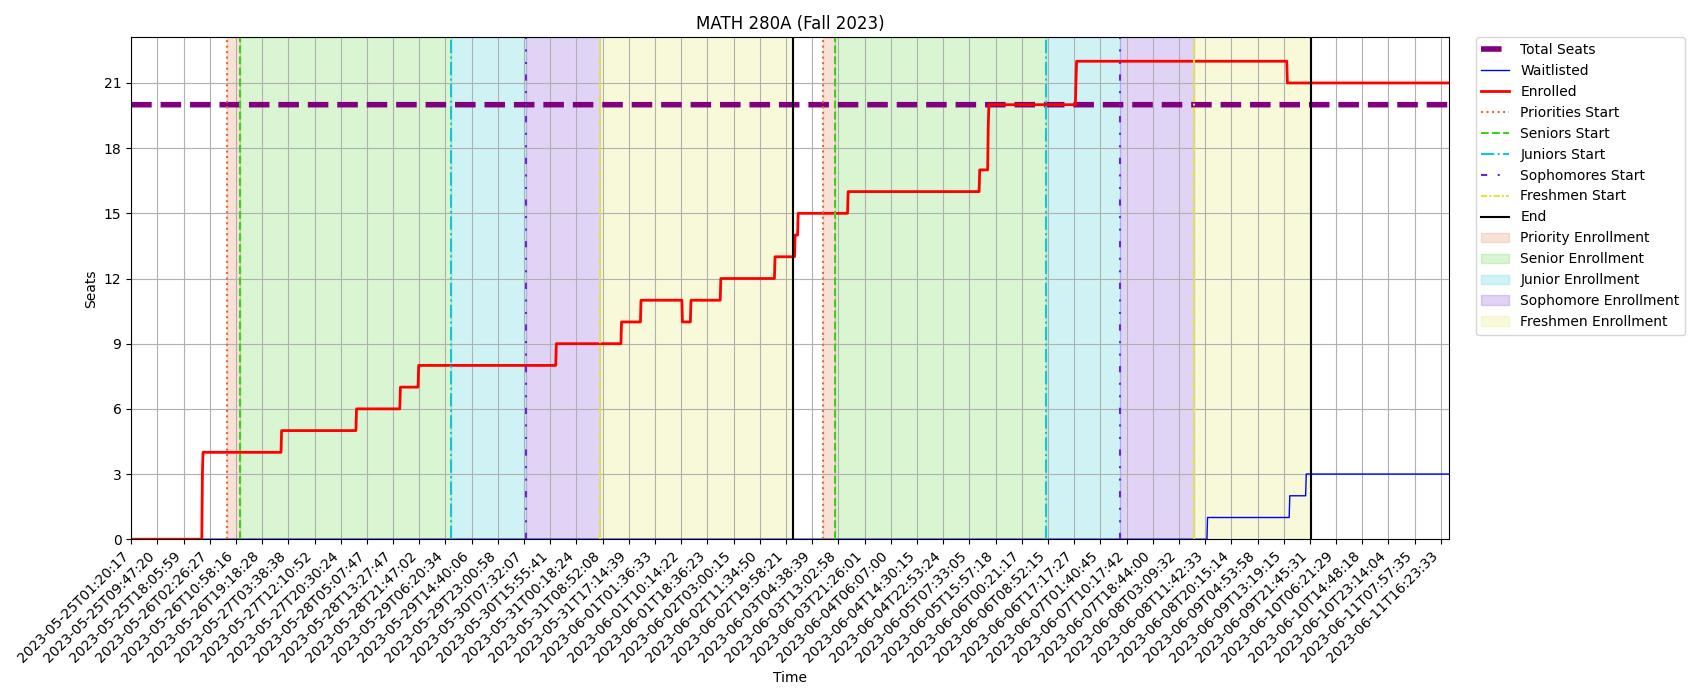 MATH 280A (Fall 2023)
Seats
21
18
15
12
9
6
3
0
2023-05-25T01:20:17
2023-05-25T09:47:20
2023-05-25T18:05:59
2023-05-26T02:26:27
2023-05-26T10:58:16
2023-05-26T19:18:28
2023-05-27T03:38:38
2023-05-27T12:10:52
2023-05-27T20:30:24
2023-05-28T05:07:47
2023-05-28T13:27:47
2023-05-28T21:47:02
2023-05-29T06:20:34
2023-05-29T14:40:06
2023-05-29T23:00:58
2023-05-30T07:32:07
2023-05-30T15:55:41
2023-05-31T00:18:24
2023-05-31T08:52:08
2023-05-31T17:14:39
2023-06-01T01:36:33
2023-06-01T10:14:22
2023-06-01T18:36:23
2023-06-02T03:00:15
2023-06-02T11:34:50
2023-06-02T19:58:21
2023-06-03T04:38:39
2023-06-03T13:02:58
2023-06-03T21:26:01
2023-06-04T06:07:00
2023-06-04T14:30:15
2023-06-04T22:53:24
2023-06-05T07:33:05
2023-06-05T15:57:18
2023-06-06T00:21:17
2023-06-06T08:52:15
2023-06-06T17:17:27
2023-06-07T01:40:45
2023-06-07T10:17:42
2023-06-07T18:44:00
2023-06-08T03:09:32
2023-06-08T11:42:33
2023-06-08T20:15:14
2023-06-09T04:53:58
2023-06-09T13:19:15
2023-06-09T21:45:31
2023-06-10T06:21:29
2023-06-10T14:48:18
2023-06-10T23:14:04
2023-06-11T07:57:35
2023-06-11T16:23:33
Time
Total Seats
Waitlisted
Enrolled
Priorities Start
Seniors Start
Juniors Start
Sophomores Start
Freshmen Start
End
Priority Enrollment
Senior Enrollment
Junior Enrollment
Sophomore Enrollment
Freshmen Enrollment